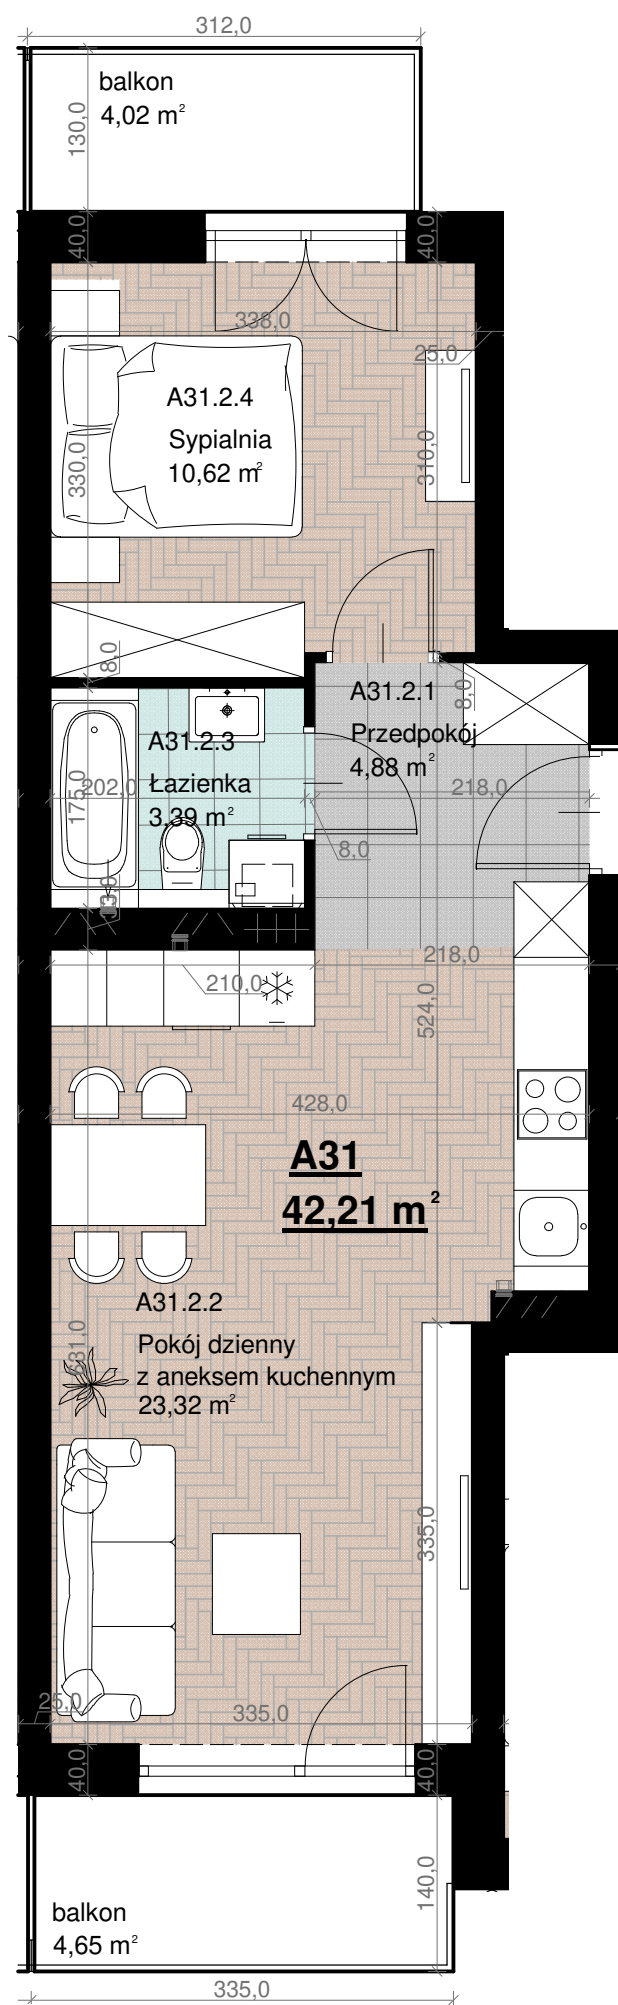 312,0
balkon
4,02 m²
130,0
40,0
40,0
338,0
25,0
A31.2.4
Sypialnia
10,62 m²
330,0
310,0
8,0
A31.2.1
8,0
Przedpokój
4,88 m²
A31.2.3
Łazienka
3,39 m²
202,0
175,0
218,0
8,0
210,0
218,0
524,0
428,0
A31
42,21 m²
A31.2.2
Pokój dzienny
z aneksem kuchennym
23,32 m²
631,0
335,0
25,0
335,0
40,0
40,0
140,0
balkon
4,65 m²
335,0